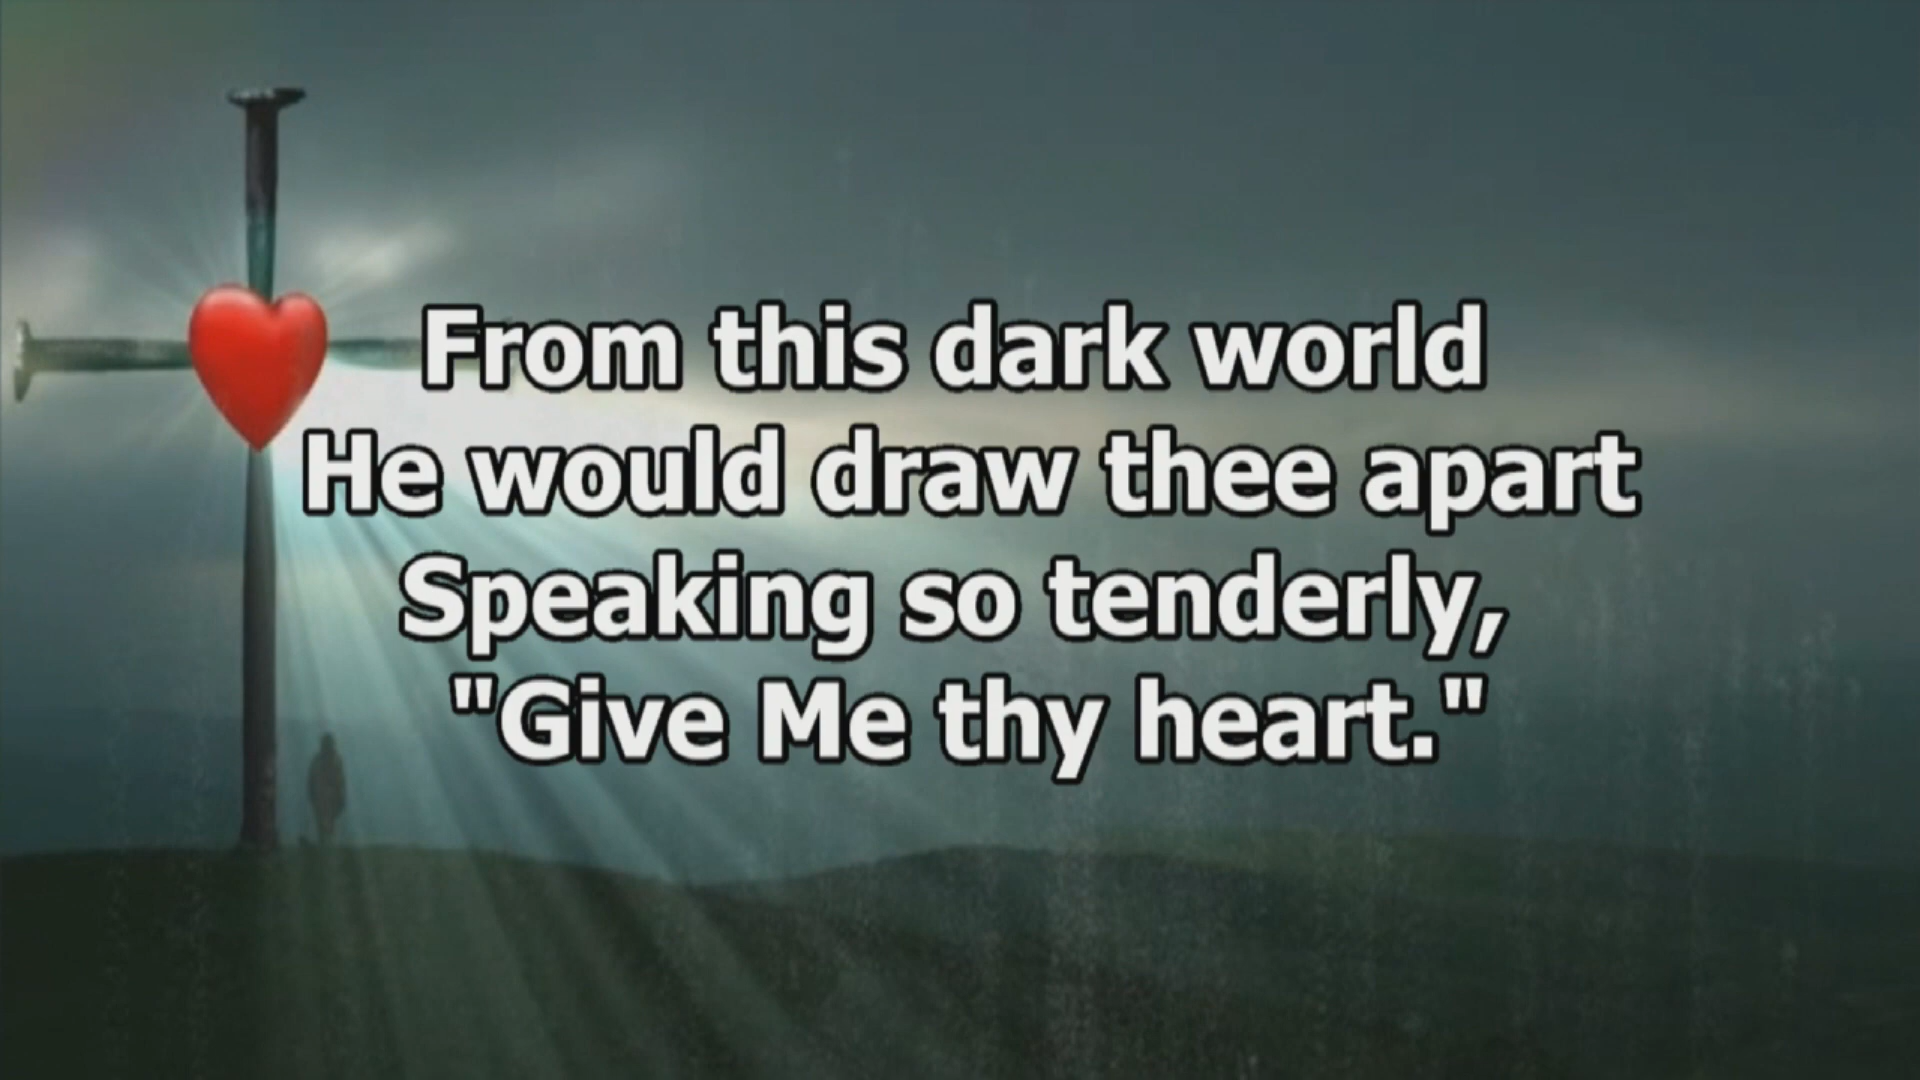 From this dark world
He would draw thee apart
Speaking so tenderly,
"Give Me thy heart."